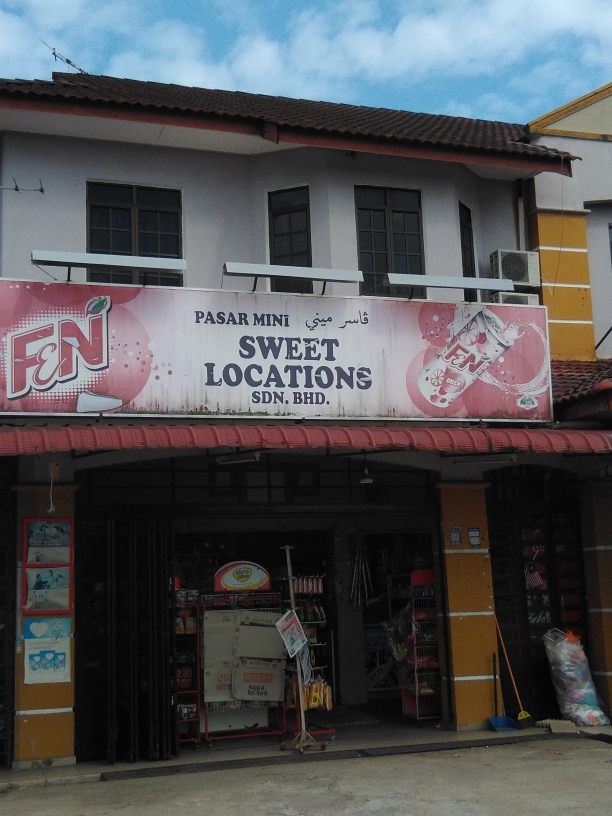 F&N
PASAR MINi ڤاسر ميني
SWEET
LOCATIONS
SDN. BHD.
F&N